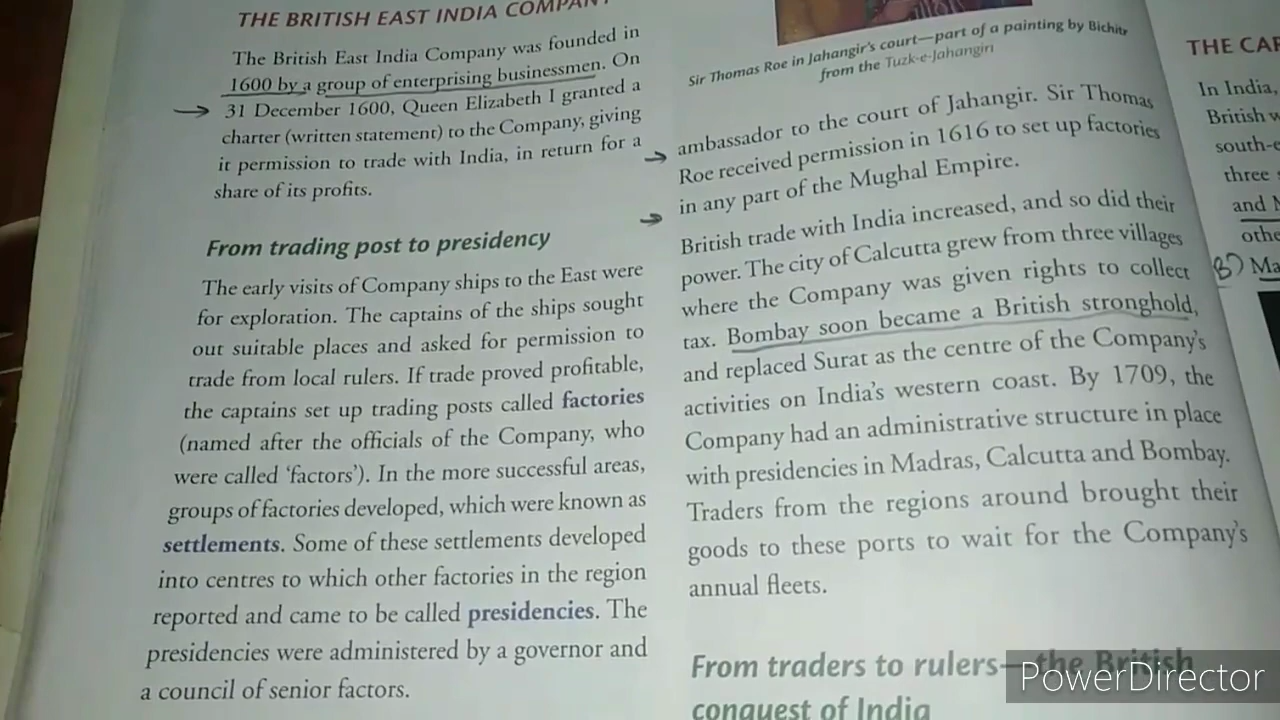 THE BRITISH EAST INDIA COMPANY
The British East India Company was founded in
1600 by a group of enterprising businessmen. On
31 December 1600, Queen Elizabeth I granted a
charter (written statement) to the Company, giving
it permission to trade with India, in return for a
share of its profits.
From trading post to presidency
The early visits of Company ships to the East were
for exploration. The captains of the ships sought
out suitable places and asked for permission to
trade from local rulers. If trade proved profitable,
the captains set up trading posts called factories
(named after the officials of the Company, who
were called ‘factors’). In the more successful areas,
groups of factories developed, which were known as
settlements. Some of these settlements developed
into centres to which other factories in the region
reported and came to be called presidencies. The
presidencies were administered by a governor and
a council of senior factors.
Sir Thomas Roe in Jahangir's court—part of a painting by Bichitr
from the Tuzk-e-Jahangiri
ambassador to the court of Jahangir. Sir Thomas
Roe received permission in 1616 to set up factories
in any part of the Mughal Empire.
British trade with India increased, and so did their
power. The city of Calcutta grew from three villages
where the Company was given rights to collect
tax. Bombay soon became a British stronghold,
and replaced Surat as the centre of the Company's
activities on India's western coast. By 1709, the
Company had an administrative structure in place
with presidencies in Madras, Calcutta and Bombay.
Traders from the regions around brought their
goods to these ports to wait for the Company's
annual fleets.
From traders to rulers—the British
conquest of India
THE CAR
In India,
British w
south-e
three
and
othe
Ma
PowerDirector